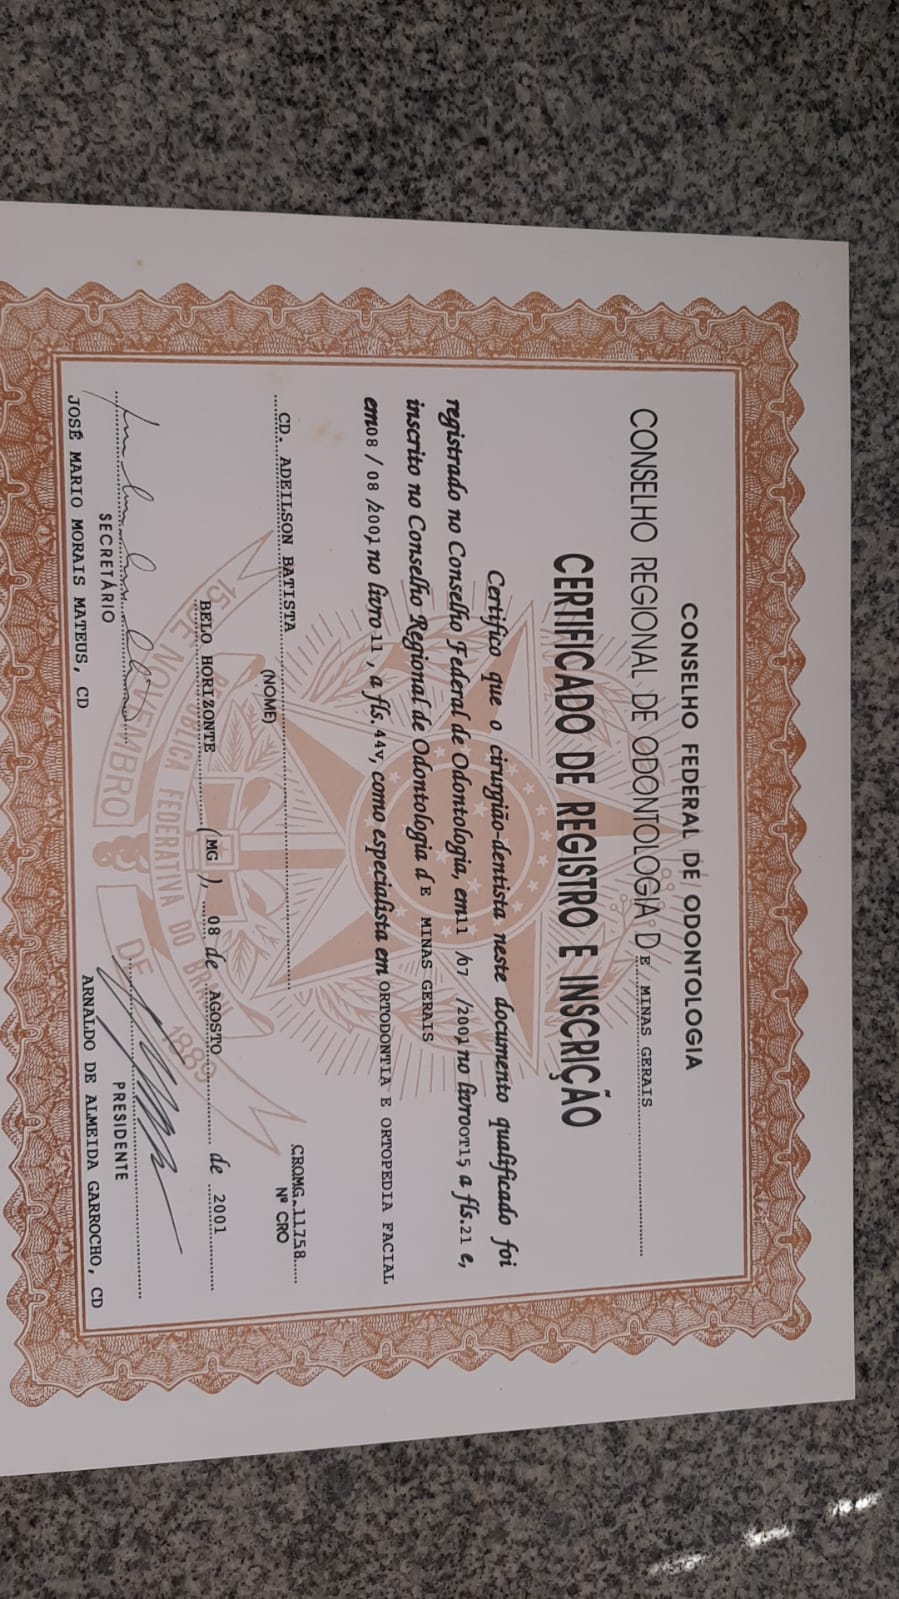 CONSELHO FEDERAL DE ODONTOLOGIA
CONSELHO REGIONAL DE ODONTOLOGIA DE MINAS GERAIS
CERTIFICADO DE REGISTRO E INSCRIÇÃO
Certifico que o cirurgião-dentista neste documento qualificado foi
registrado no Conselho Federal de Odontologia, em 11 /07 /2001 no livro OT15 a fls. 21 e,
inscrito no Conselho Regional de Odontologia d E MINAS GERAIS
em 08 / 08 /2001 no livro 11 , a fls. 44v, como especialista em ORTODONTIA E ORTOPEDIA FACIAL
CD. ADEILSON BATISTA CROMG.11758
(NOME) Nº CRO
BELO HORIZONTE (MG ), 08 de AGOSTO de 2001
SECRETÁRIO PRESIDENTE
JOSÉ MARIO MORAIS MATEUS, CD ARNALDO DE ALMEIDA GARROCHO, CD
REPÚBLICA FEDERATIVA DO BRASIL
15 DE NOVEMBRO DE 1889